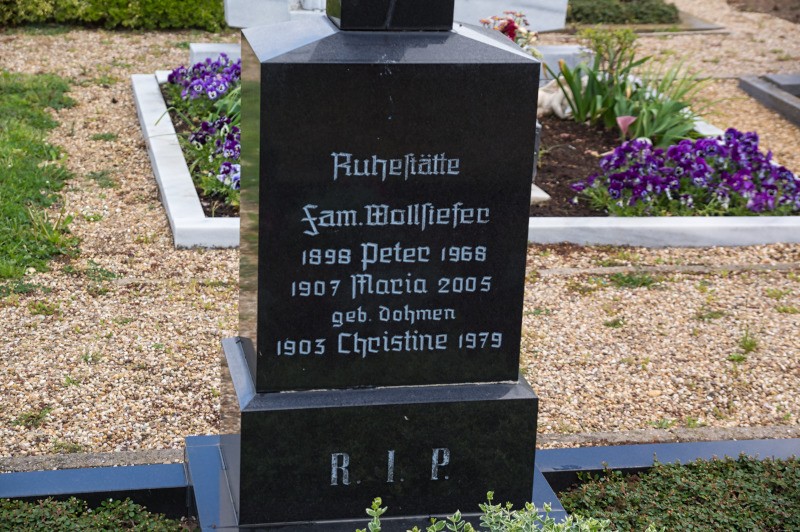 Ruheſtätte
Fam. Wollſiefer
1898 Peter 1968
1907 Maria 2005
geb. Dohmen
1903 Christine 1979
R. I. P.